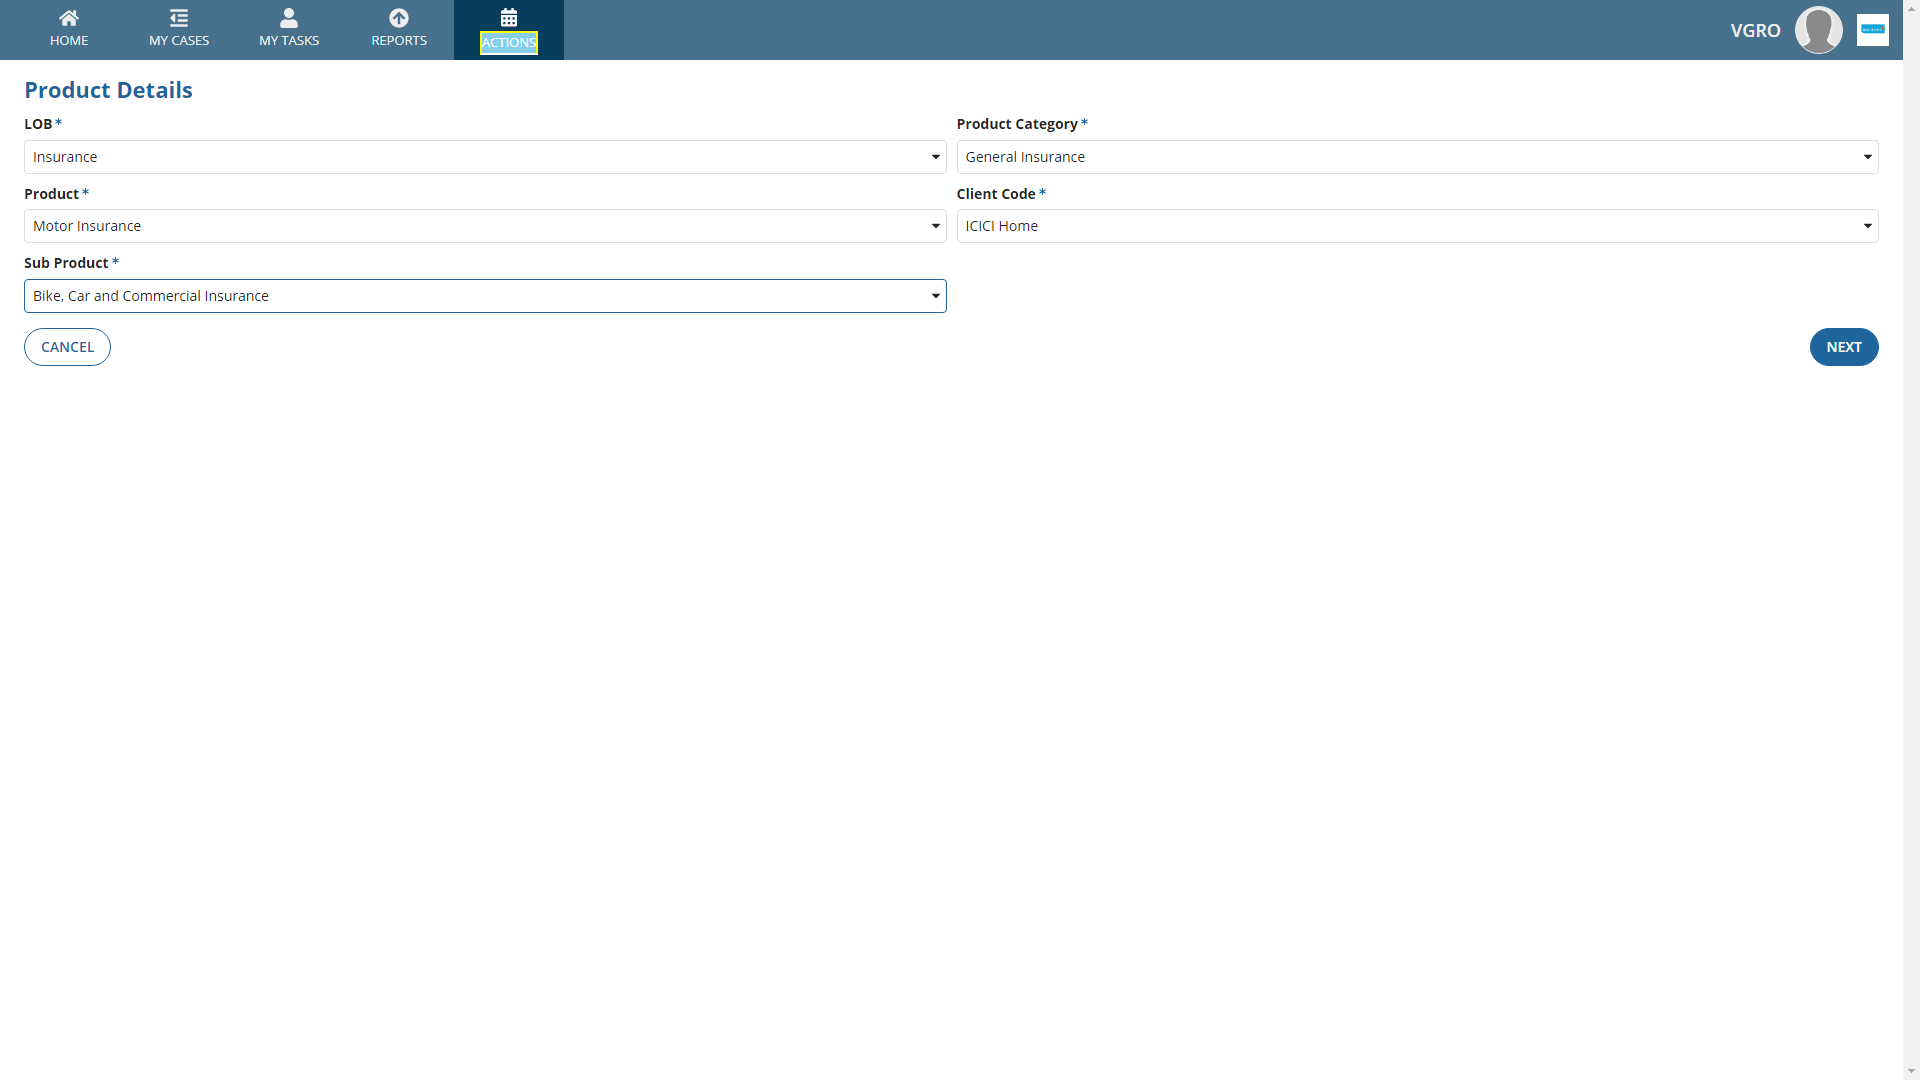 HOME
MY CASES
MY TASKS
REPORTS
ACTIONS
VGRO
Product Details
LOB *
Product Category *
Insurance
General Insurance
Product *
Client Code *
Motor Insurance
ICICI Home
Sub Product *
Bike, Car and Commercial Insurance
CANCEL
NEXT